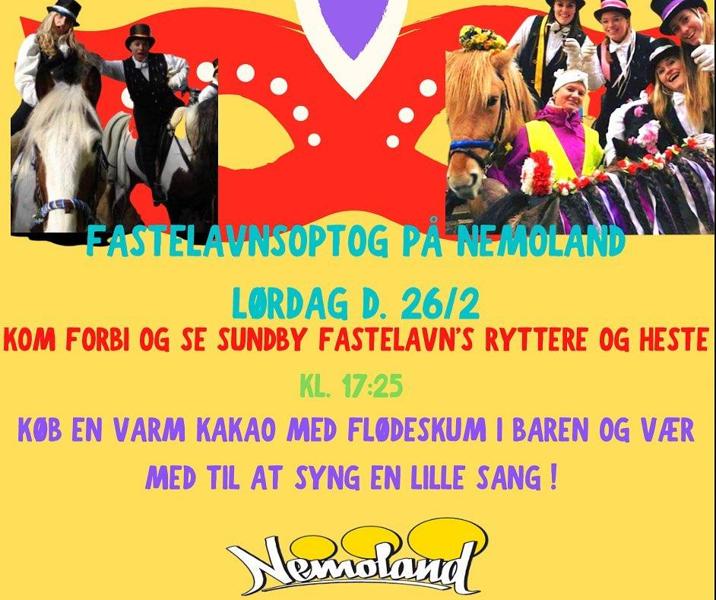 FASTELAVNSOPTOG PÅ NEMOLAND
LØRDAG D. 26/2
KOM FORBI OG SE SUNDBY FASTELAVN'S RYTTERE OG HESTE
KL. 17:25
KØB EN VARM KAKAO MED FLØDESKUM I BAREN OG VÆR
MED TIL AT SYNG EN LILLE SANG !
Nemoland